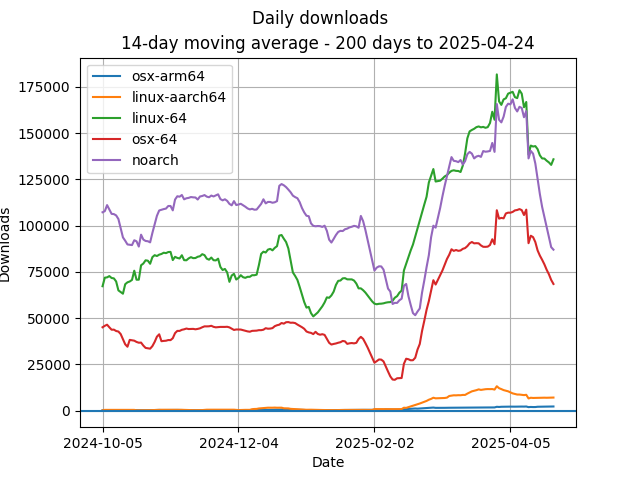 Daily downloads
14-day moving average - 200 days to 2025-04-24
osx-arm64
linux-aarch64
linux-64
osx-64
noarch
175000
150000
125000
100000
75000
50000
25000
0
Downloads
2024-10-05
2024-12-04
2025-02-02
2025-04-05
Date